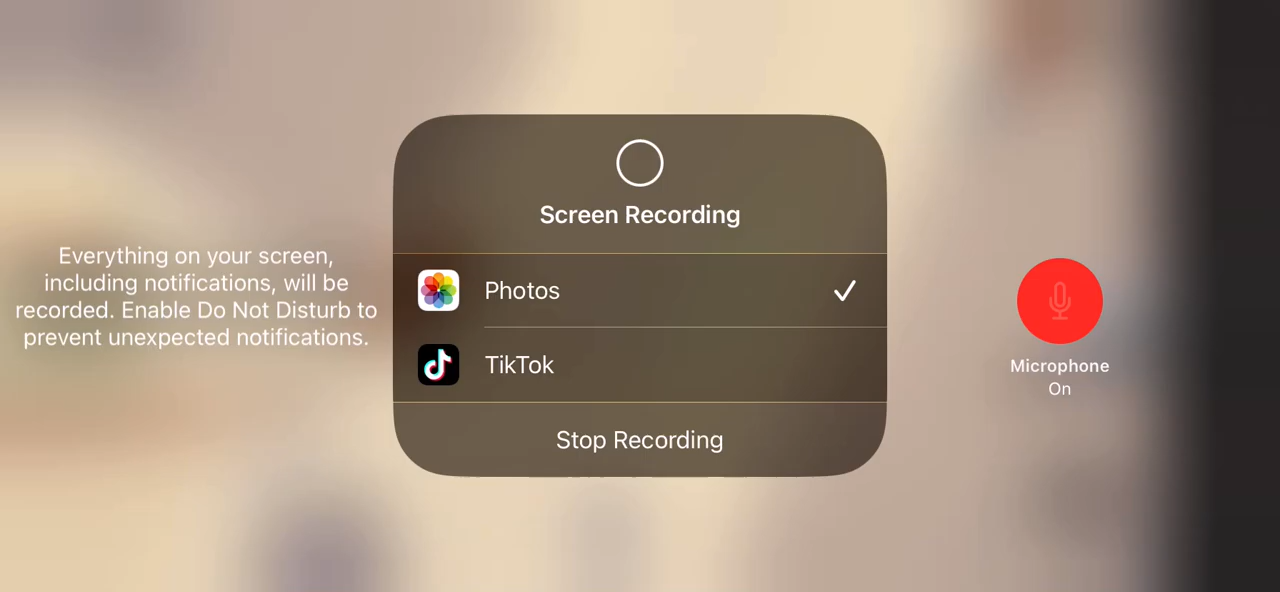 Everything on your screen,
including notifications, will be
recorded. Enable Do Not Disturb to
prevent unexpected notifications.
Screen Recording
Photos
TikTok
Stop Recording
Microphone
On